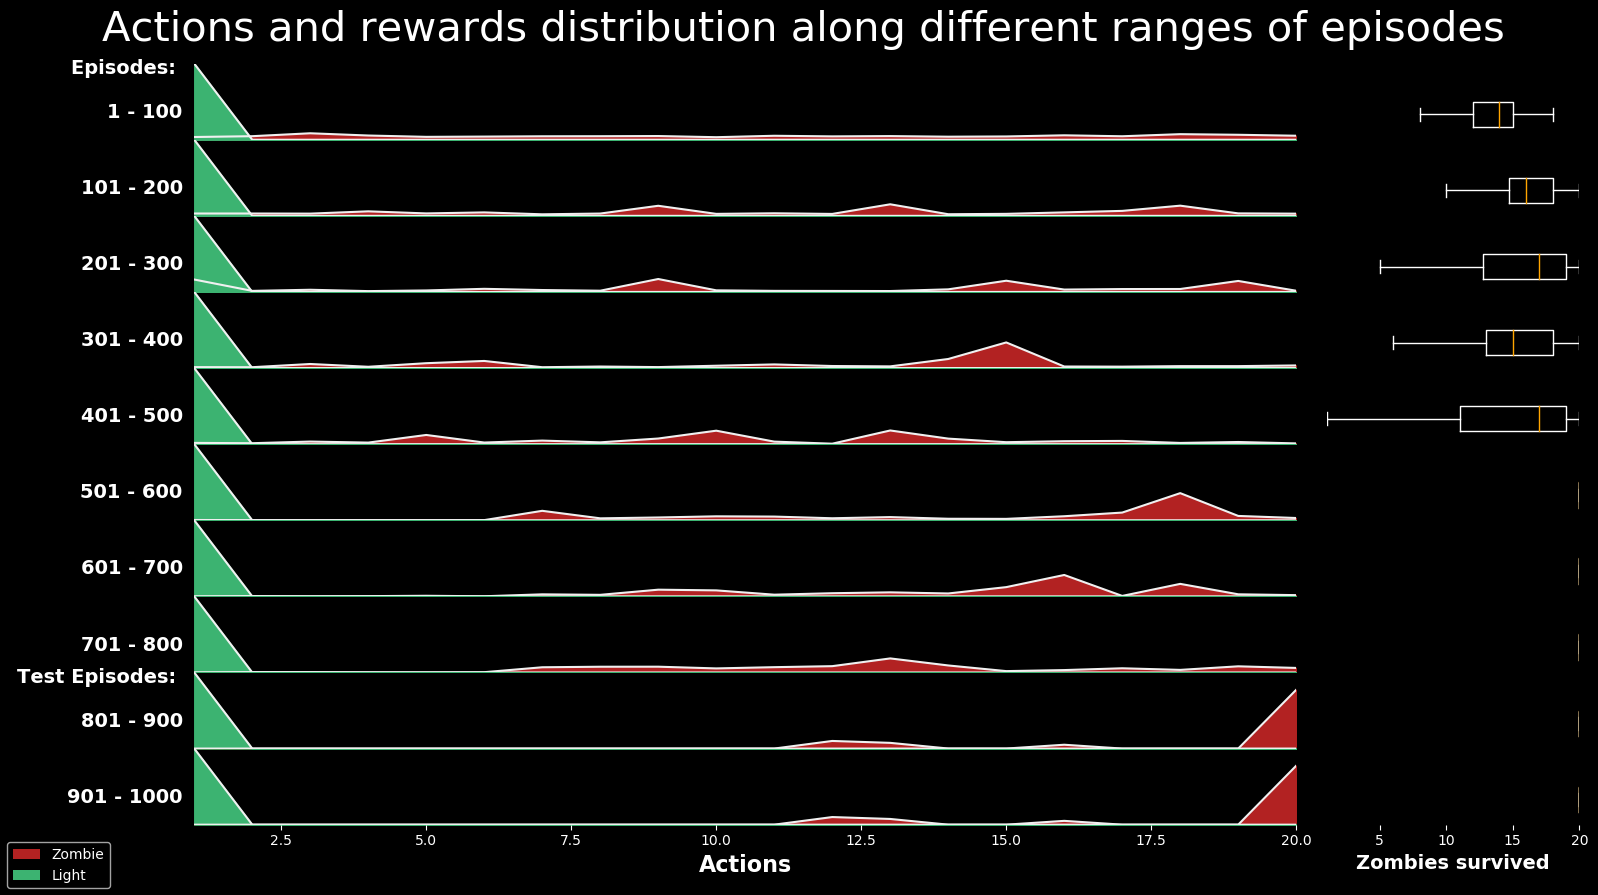 Actions and rewards distribution along different ranges of episodes
Episodes:
1 - 100
101 - 200
201 - 300
301 - 400
401 - 500
501 - 600
601 - 700
701 - 800
Test Episodes:
801 - 900
901 - 1000
2.5 5.0 7.5 10.0 12.5 15.0 17.5 20.0
5 10 15 20
Actions
Zombies survived
Zombie
Light